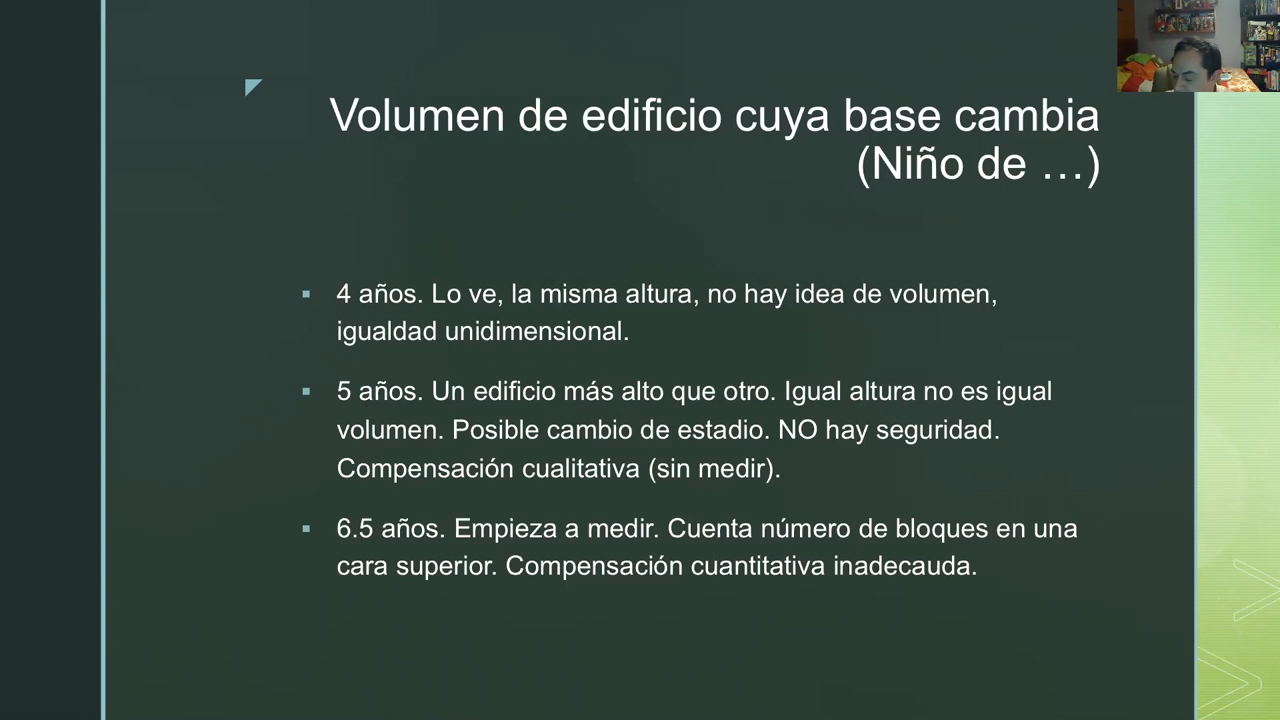 Volumen de edificio cuya base cambia
(Niño de …)
4 años. Lo ve, la misma altura, no hay idea de volumen,
igualdad unidimensional.
5 años. Un edificio más alto que otro. Igual altura no es igual
volumen. Posible cambio de estadio. NO hay seguridad.
Compensación cualitativa (sin medir).
6.5 años. Empieza a medir. Cuenta número de bloques en una
cara superior. Compensación cuantitativa inadecauda.